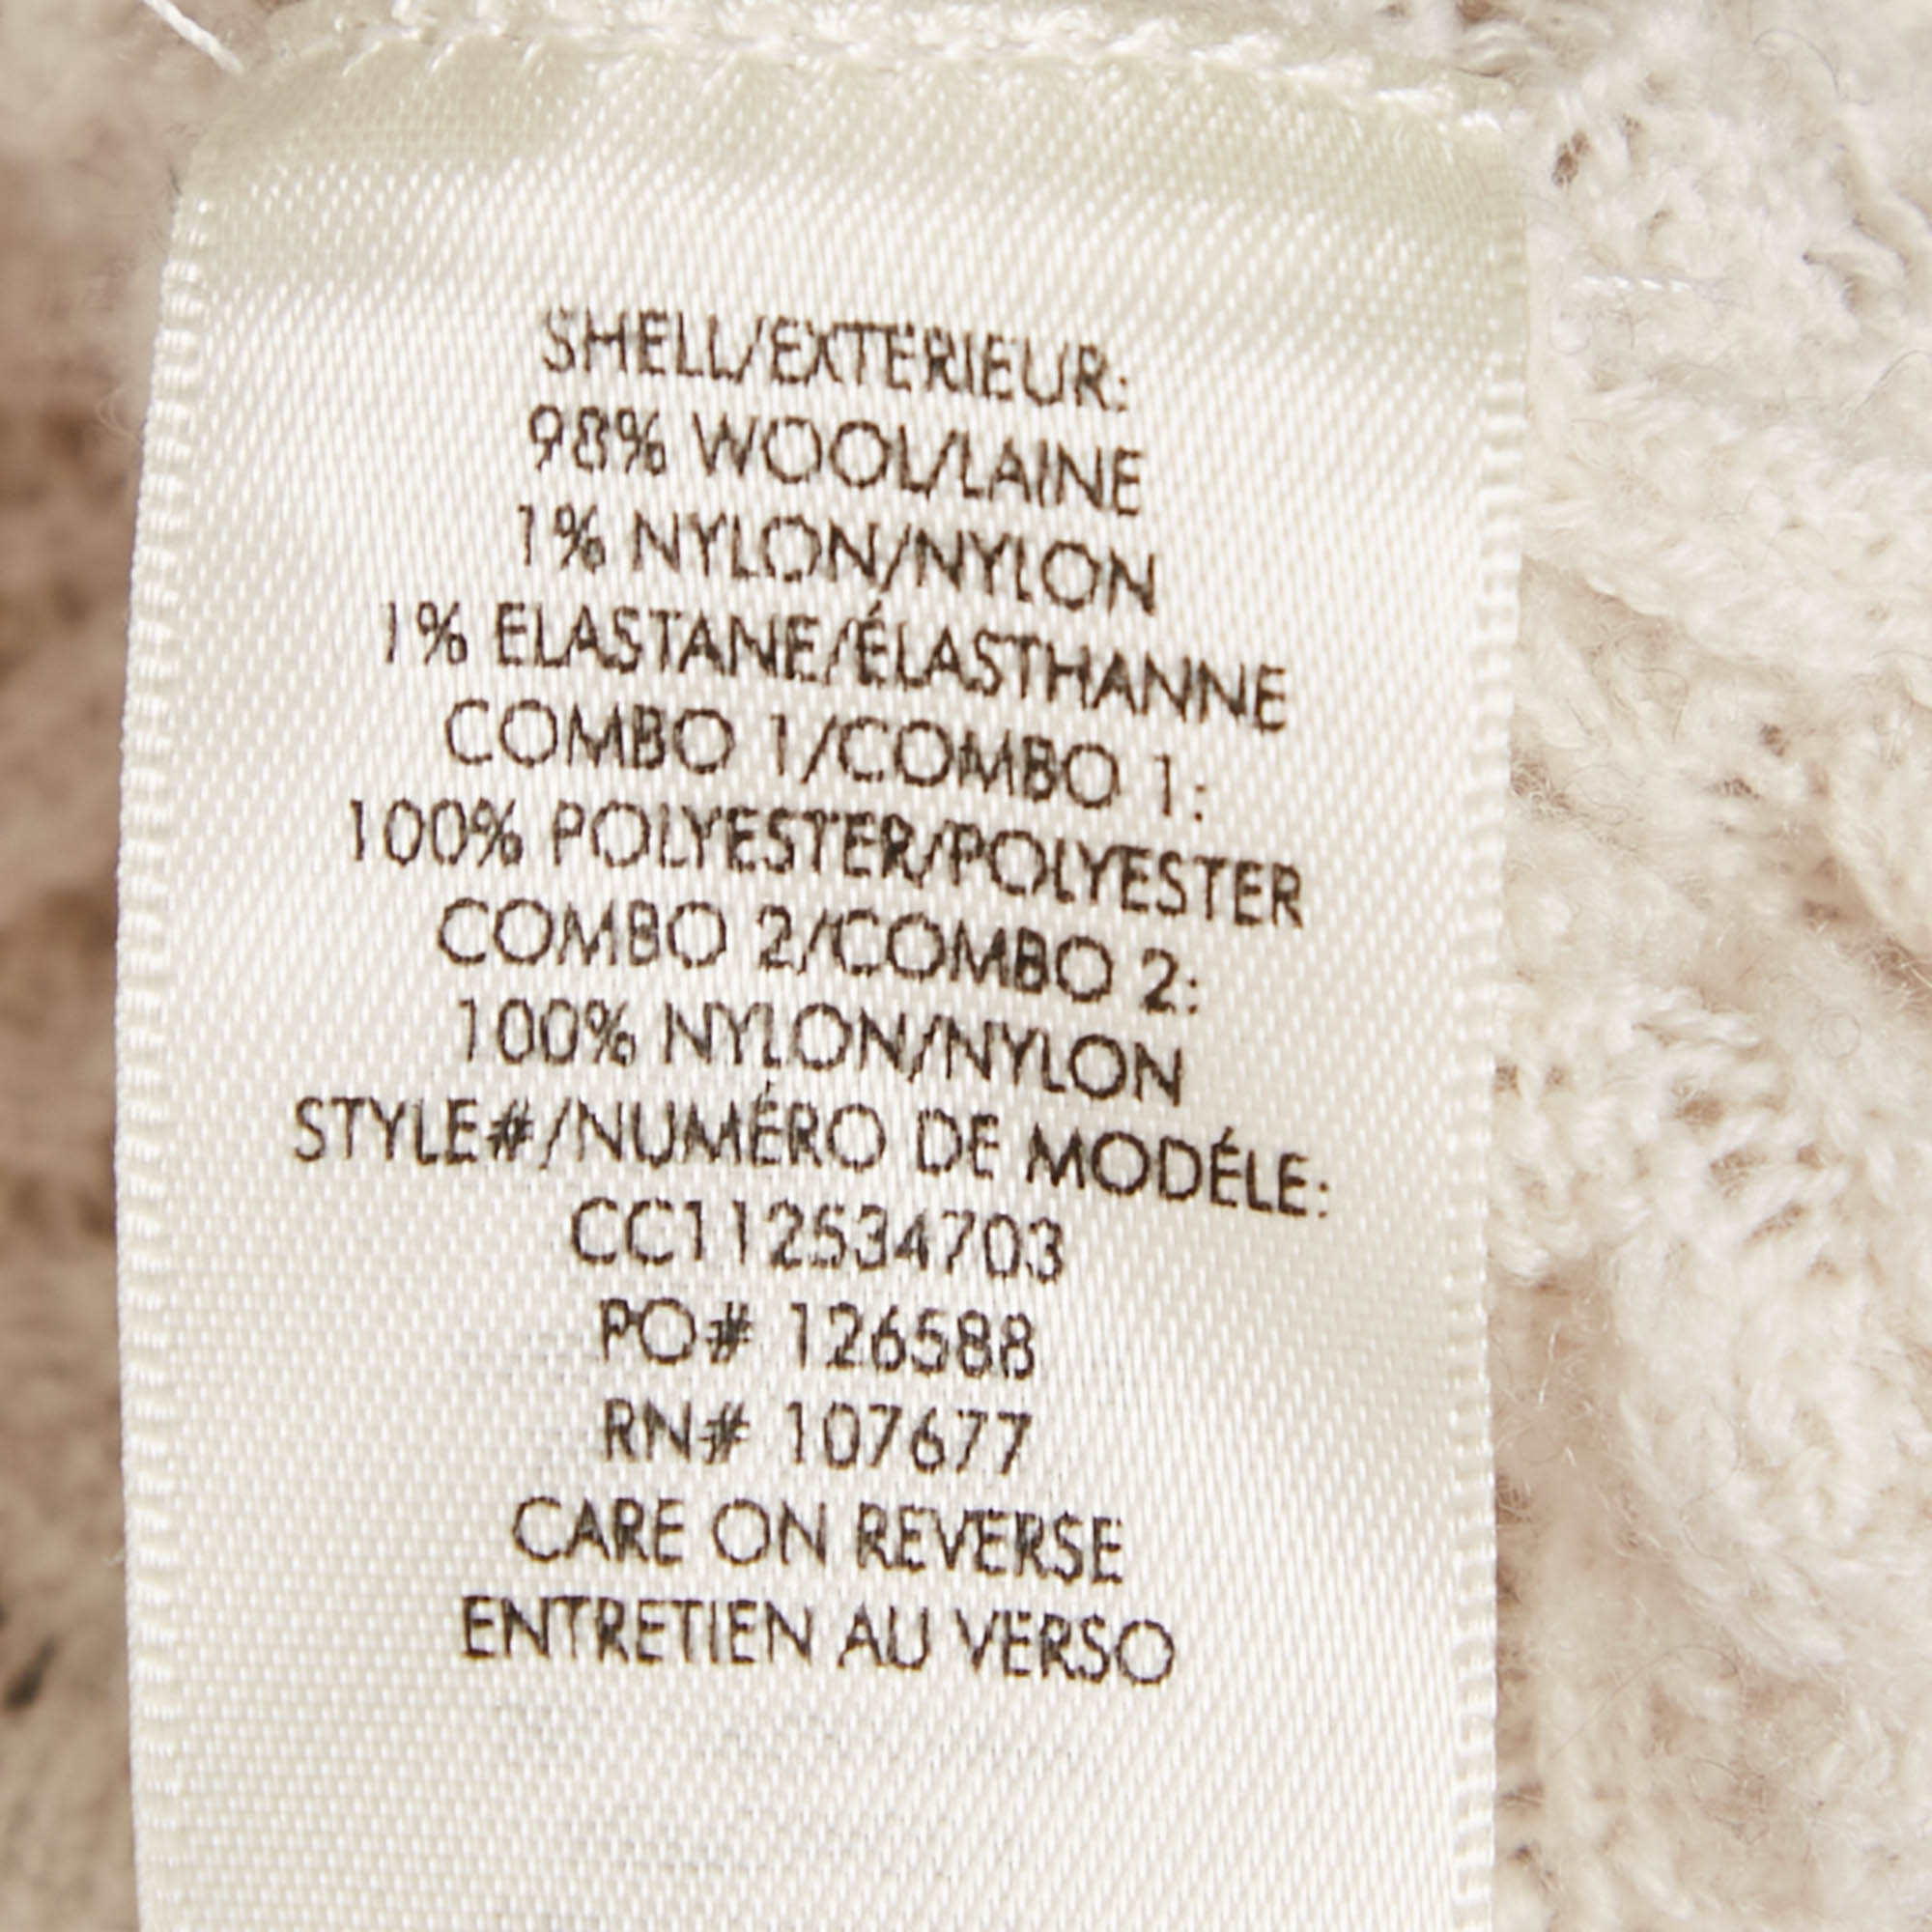 SHELL/EXTERIEUR:
98% WOOL/LAINE
1% NYLON/NYLON
1% ELASTANE/ÉLASTHANNE
COMBO 1/COMBO 1:
100% POLYESTER/POLYESTER
COMBO 2/COMBO 2:
100% NYLON/NYLON
STYLE#/NUMÉRO DE MODÉLE:
CC112534703
PO# 126588
RN# 107677
CARE ON REVERSE
ENTRETIEN AU VERSO